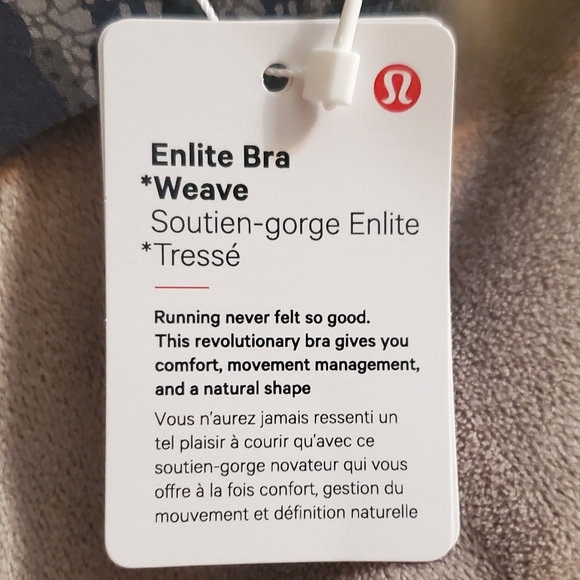 Enlite Bra
*Weave
Soutien-gorge Enlite
*Tressé
Running never felt so good.
This revolutionary bra gives you
comfort, movement management,
and a natural shape
Vous n'aurez jamais ressenti un
tel plaisir à courir qu'avec ce
soutien-gorge novateur qui vous
offre à la fois confort, gestion du
mouvement et définition naturelle